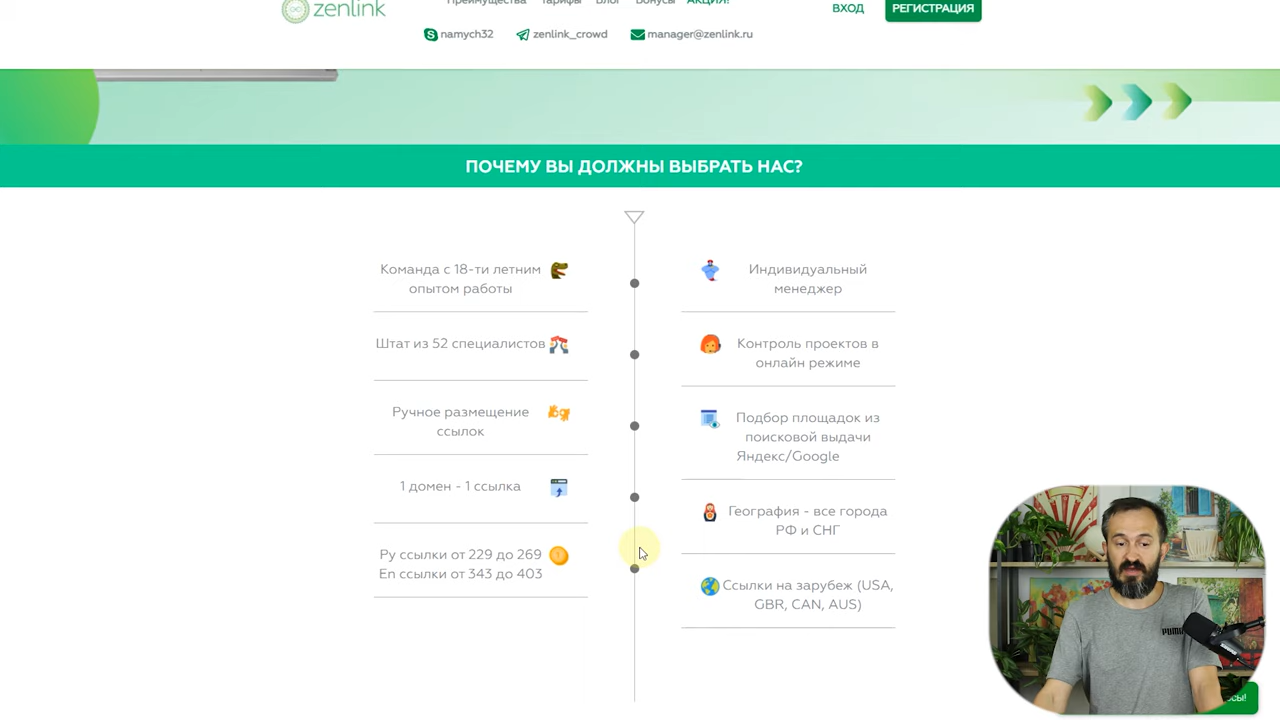 zenlink
Преимущества Тарифы Блог Бонусы АКЦИЯ!
ВХОД
РЕГИСТРАЦИЯ
namych32
zenlink_crowd
manager@zenlink.ru
ПОЧЕМУ ВЫ ДОЛЖНЫ ВЫБРАТЬ НАС?
Команда с 18-ти летним
опытом работы
Штат из 52 специалистов
Ручное размещение
ссылок
1 домен - 1 ссылка
Ру ссылки от 229 до 269
En ссылки от 343 до 403
Индивидуальный
менеджер
Контроль проектов в
онлайн режиме
Подбор площадок из
поисковой выдачи
Яндекс/Google
География - все города
РФ и СНГ
Ссылки на зарубеж (USA,
GBR, CAN, AUS)
PUMA